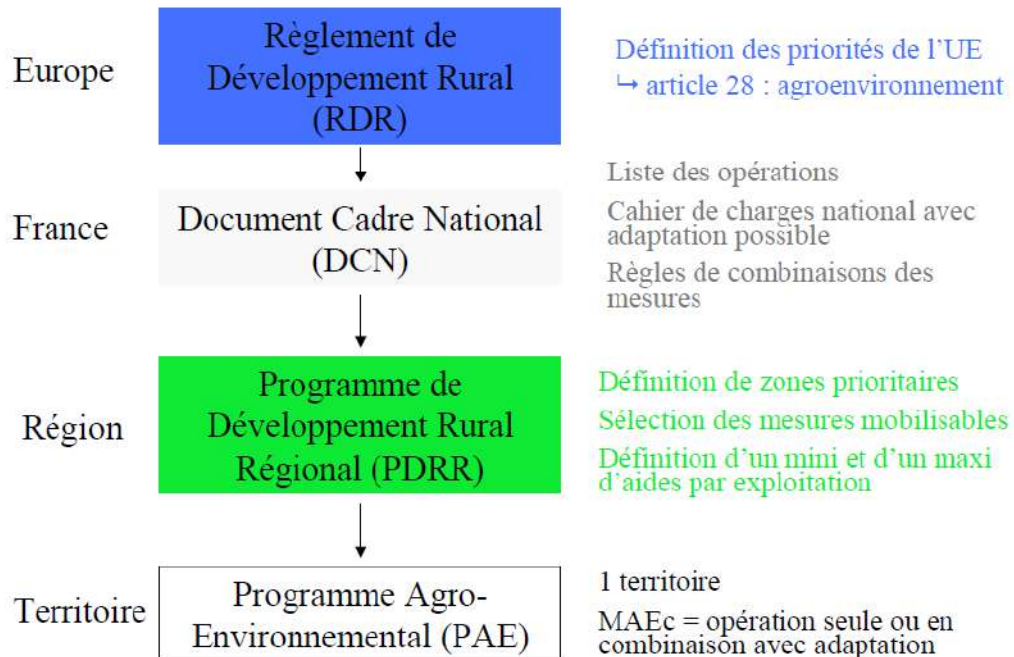 Europe
Règlement de
Développement Rural
(RDR)
Définition des priorités de l’UE
↪ article 28 : agroenvironnement
France
Document Cadre National
(DCN)
Liste des opérations
Cahier de charges national avec
adaptation possible
Règles de combinaisons des
mesures
Région
Programme de
Développement Rural
Régional (PDRR)
Définition de zones prioritaires
Sélection des mesures mobilisables
Définition d’un mini et d’un maxi
d’aides par exploitation
Territoire
Programme Agro-
Environnemental (PAE)
1 territoire
MAEc = opération seule ou en
combinaison avec adaptation